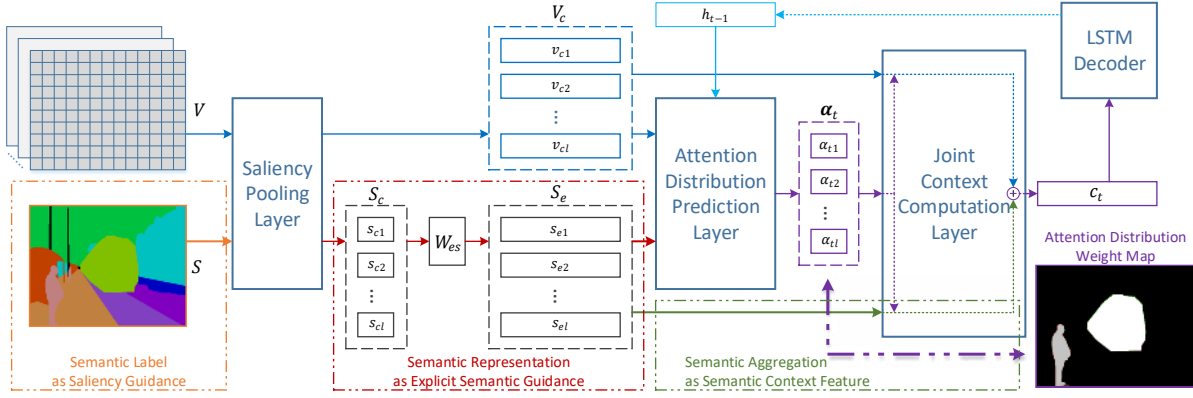 V
S
Semantic Label
as Saliency Guidance
Saliency
Pooling
Layer
V_c
v_{c1}
v_{c2}
⋮
v_{cl}
S_c
s_{c1}
s_{c2}
⋮
s_{cl}
W_{es}
S_e
s_{e1}
s_{e2}
⋮
s_{el}
Semantic Representation
as Explicit Semantic Guidance
h_{t−1}
Attention
Distribution
Prediction
Layer
α_t
α_{t1}
α_{t2}
⋮
α_{tl}
Semantic Aggregation
as Semantic Context Feature
Joint
Context
Computation
Layer
LSTM
Decoder
c_t
Attention Distribution
Weight Map